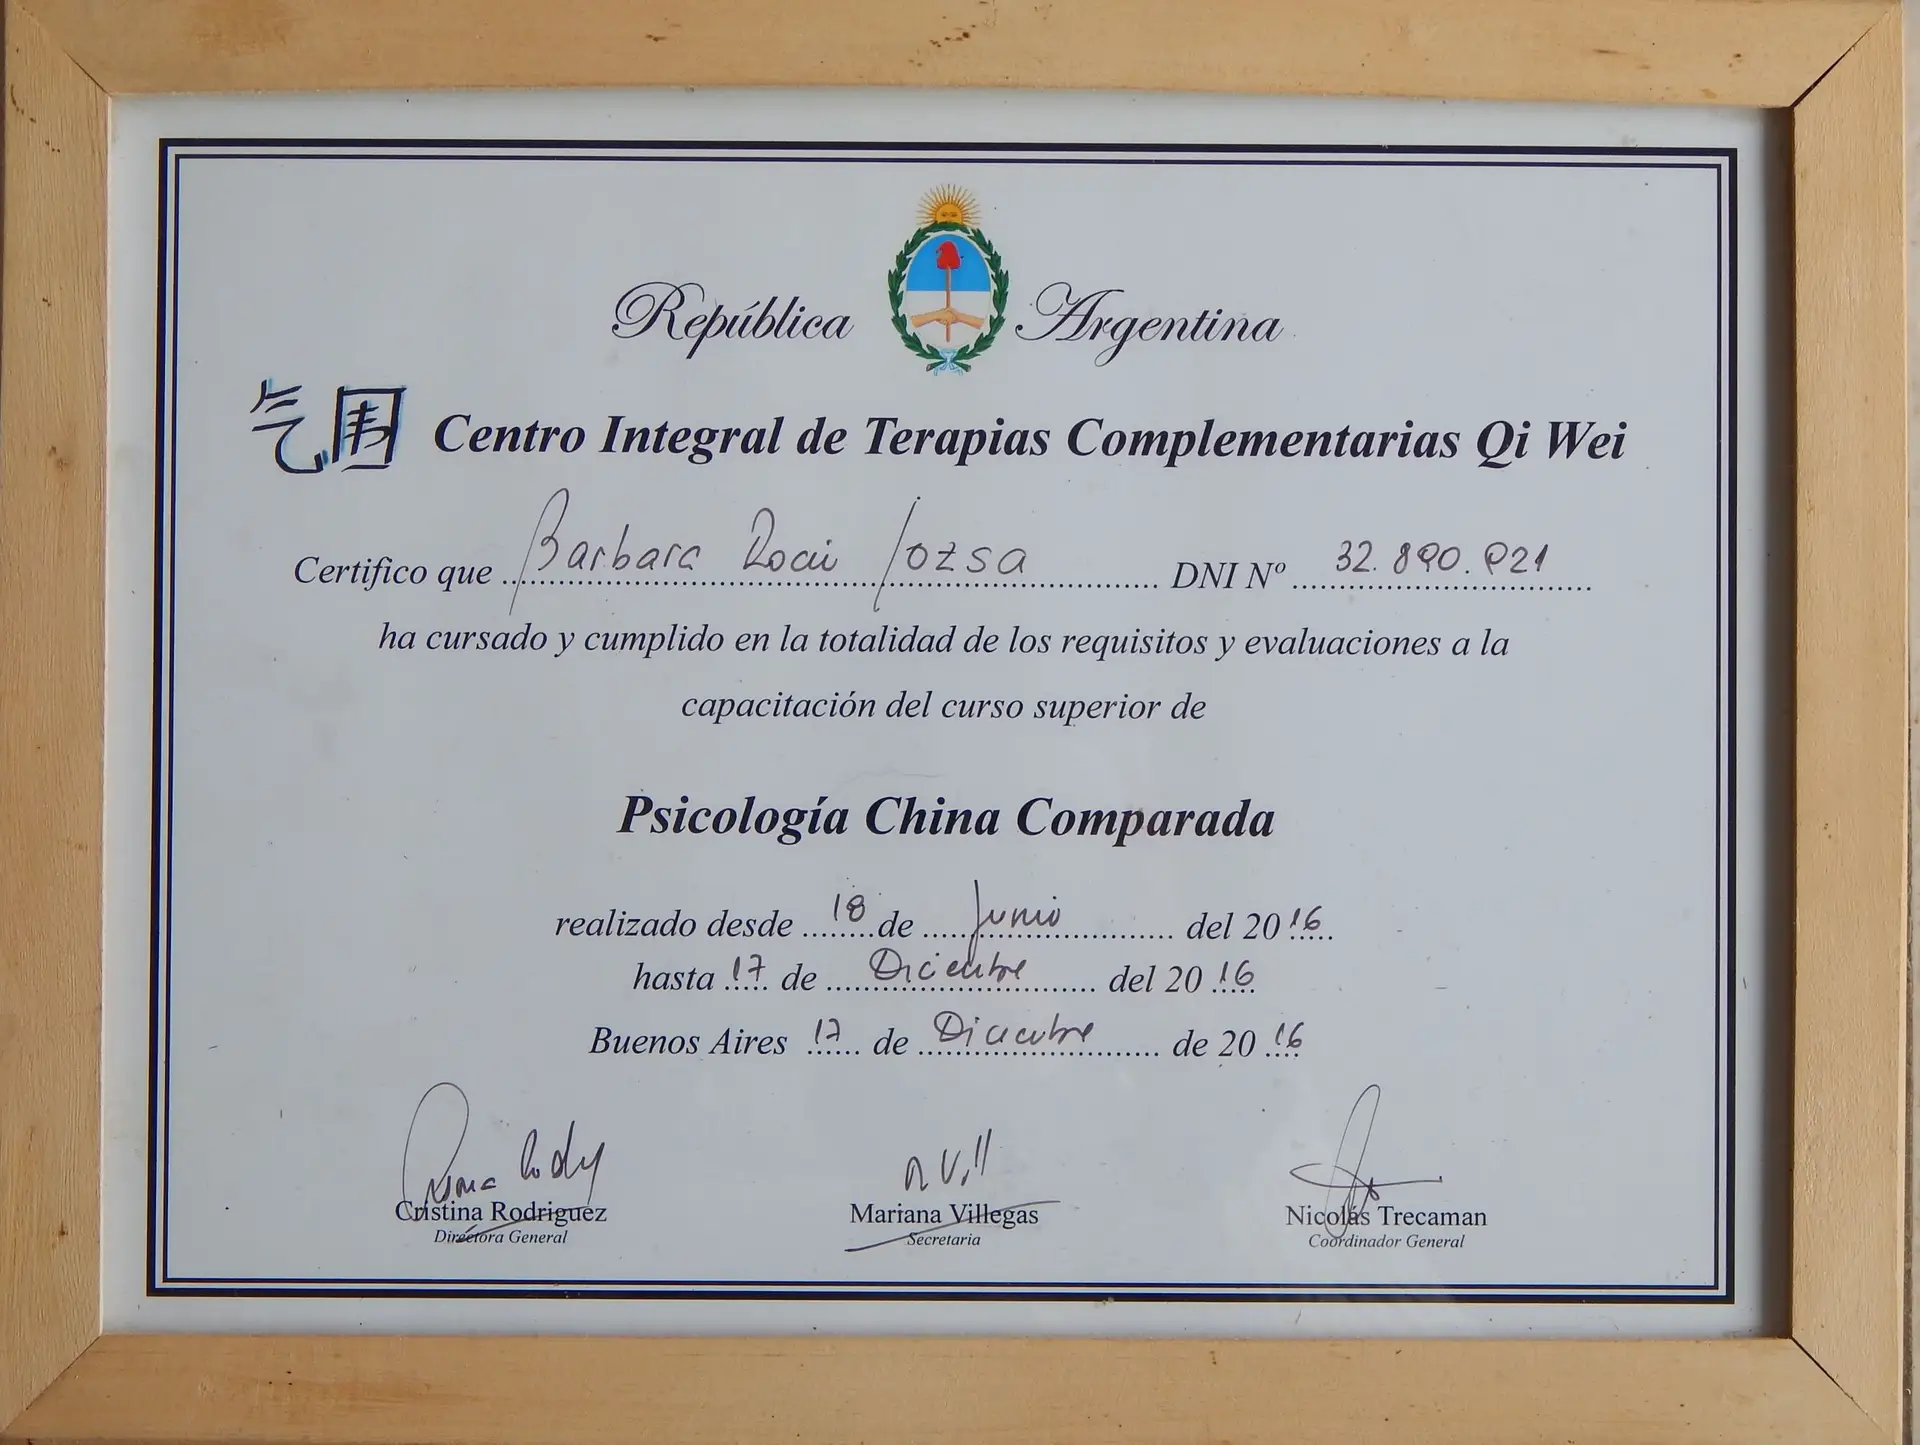 República Argentina
气围 Centro Integral de Terapias Complementarias Qi Wei
Certifico que Barbara Jozsa DNI Nº 32.890.921
ha cursado y cumplido en la totalidad de los requisitos y evaluaciones a la
capacitación del curso superior de
Psicología China Comparada
realizado desde 18 de Junio del 2016
hasta 17 de Diciembre del 2016
Buenos Aires 17 de Diciembre de 2016
Cristina Rodriguez
Directora General
Mariana Villegas
Secretaria
Nicolás Trecaman
Coordinador General